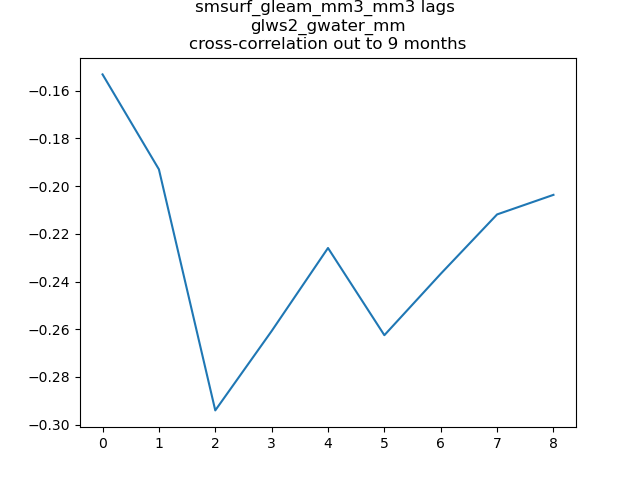 smsurf_gleam_mm3_mm3 lags
glws2_gwater_mm
cross-correlation out to 9 months
−0.16
−0.18
−0.20
−0.22
−0.24
−0.26
−0.28
−0.30
0 1 2 3 4 5 6 7 8